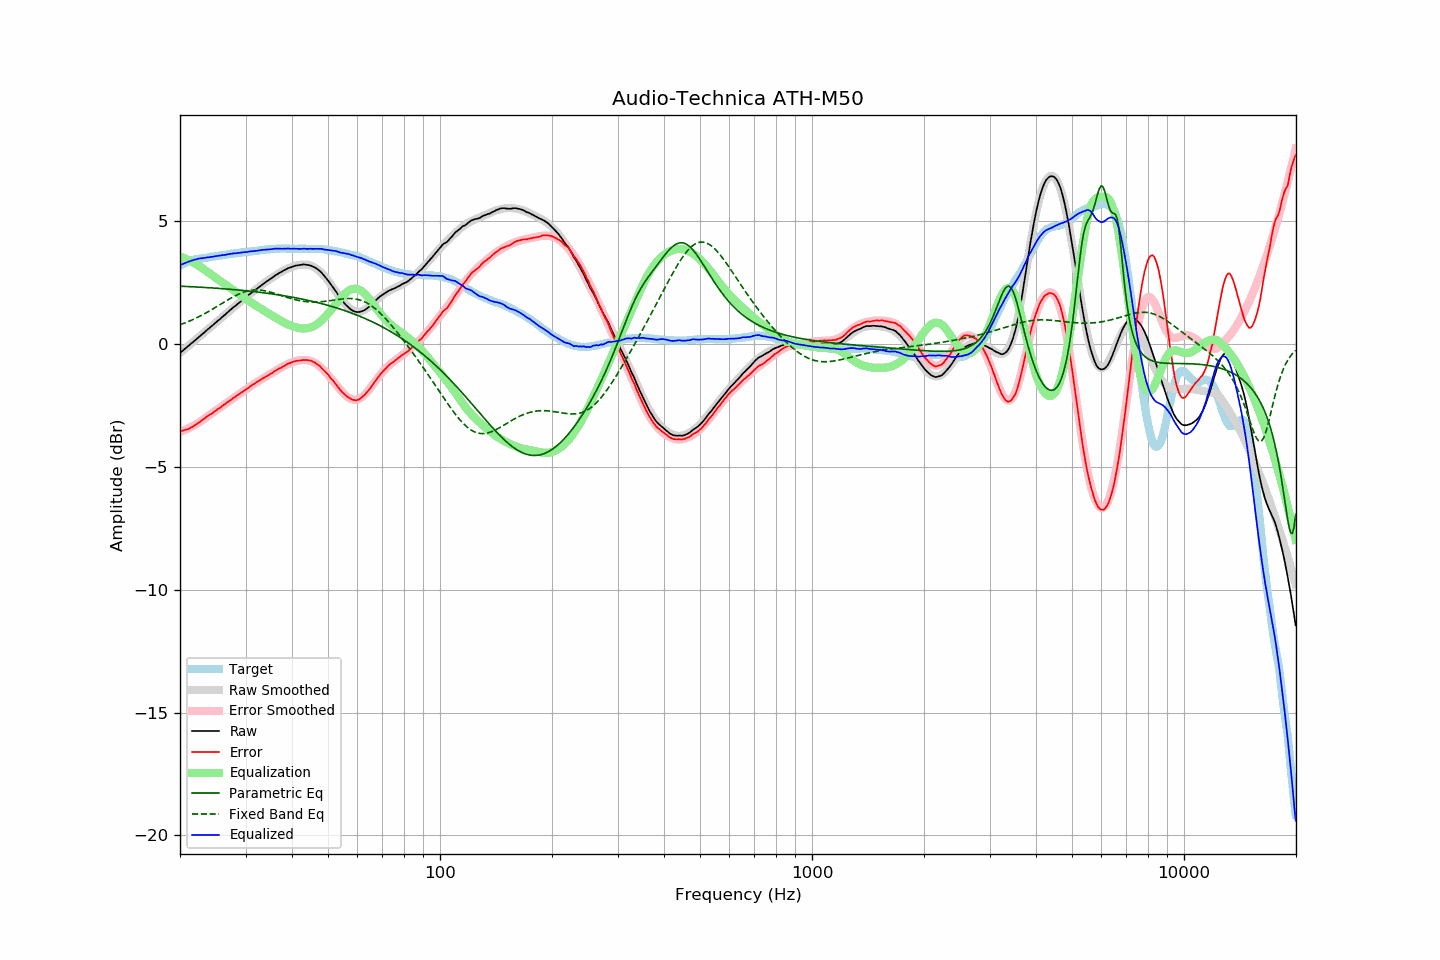 Audio-Technica ATH-M50
5
0
−5
−10
−15
−20
Amplitude (dBr)
Target
Raw Smoothed
Error Smoothed
Raw
Error
Equalization
Parametric Eq
Fixed Band Eq
Equalized
100
1000
10000
Frequency (Hz)